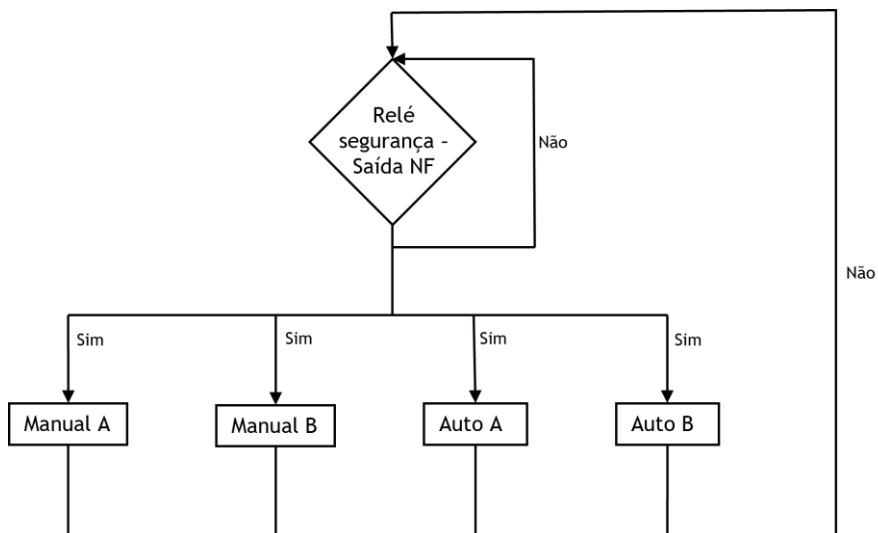 Relé
segurança -
Saída NF
Não
Não
Sim
Sim
Sim
Sim
Manual A
Manual B
Auto A
Auto B